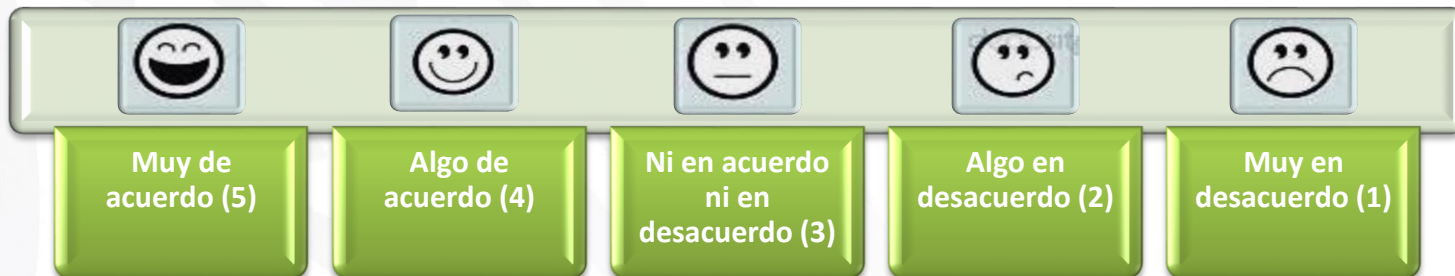 Muy de
acuerdo (5)
Algo de
acuerdo (4)
Ni en acuerdo
ni en
desacuerdo (3)
Algo en
desacuerdo (2)
Muy en
desacuerdo (1)